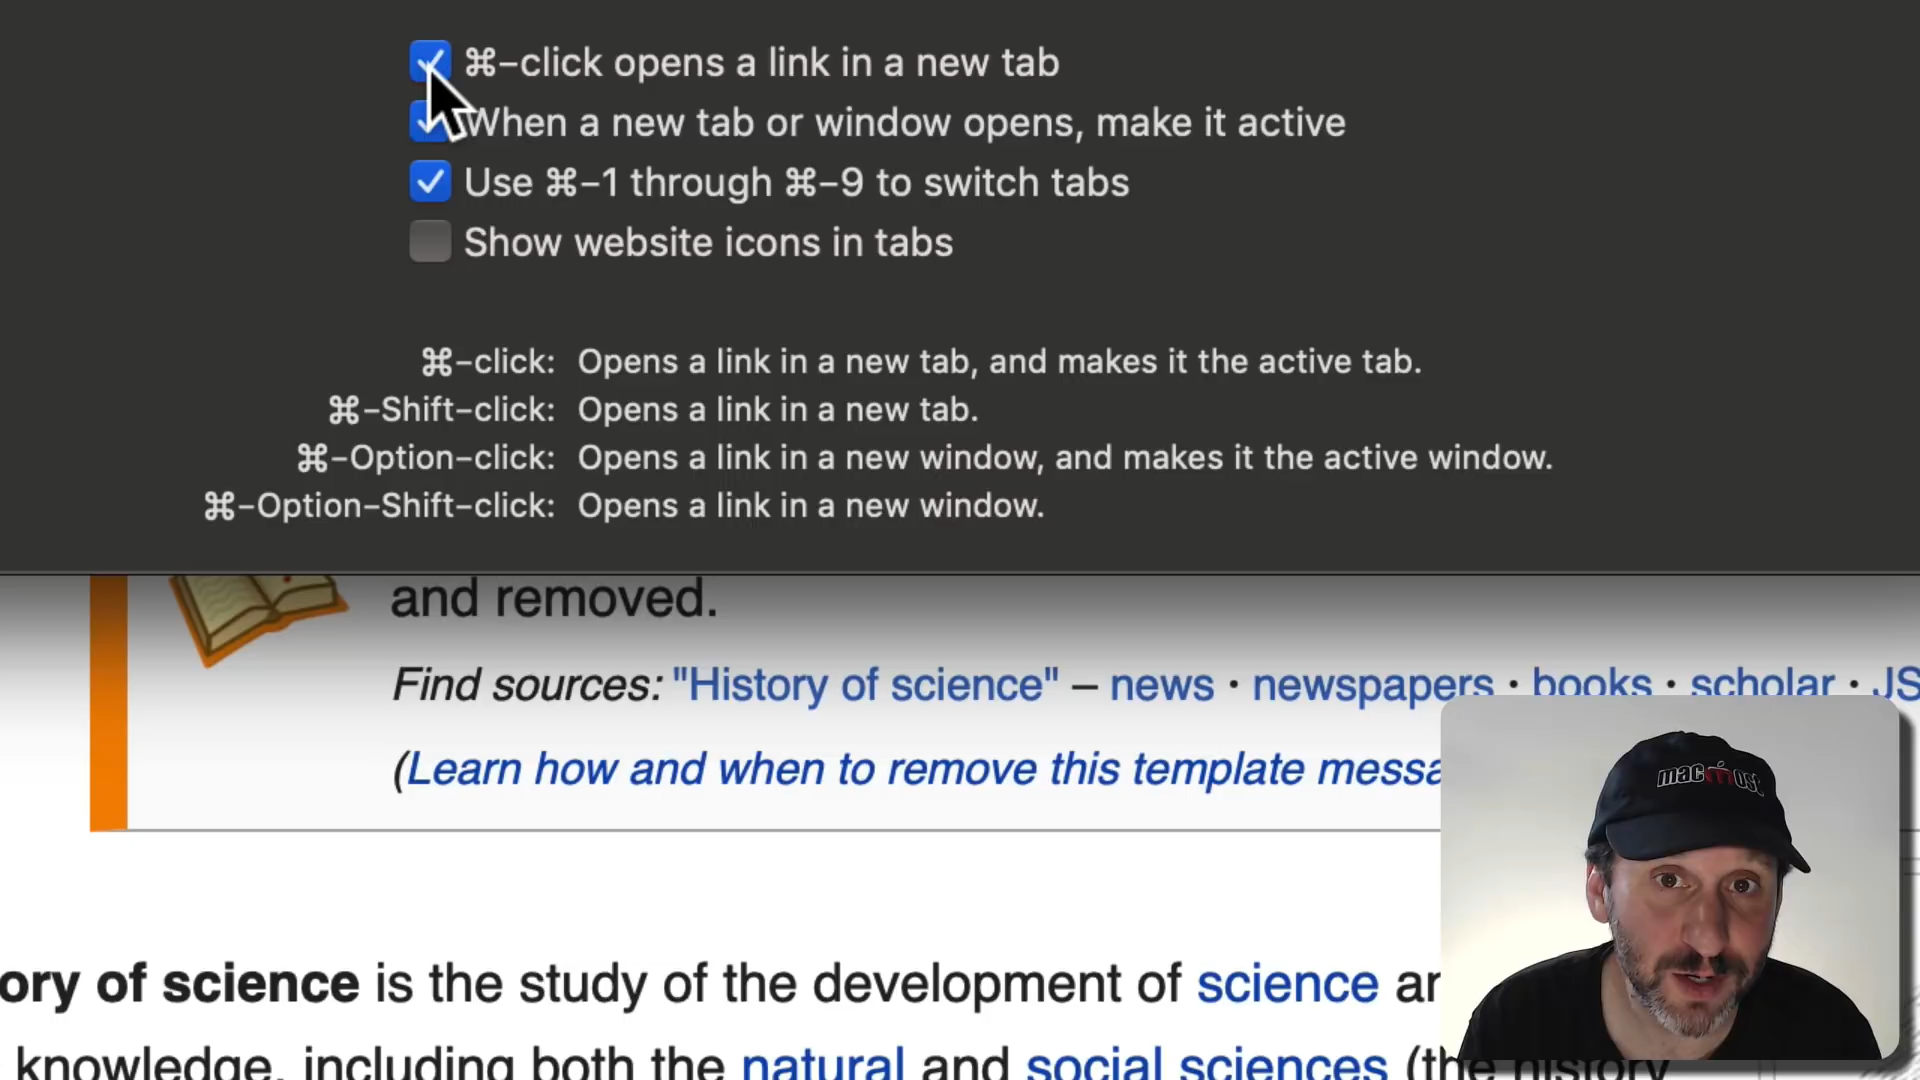 ⌘–click opens a link in a new tab
When a new tab or window opens, make it active
Use ⌘–1 through ⌘–9 to switch tabs
Show website icons in tabs
⌘–click: Opens a link in a new tab, and makes it the active tab.
⌘–Shift–click: Opens a link in a new tab.
⌘–Option–click: Opens a link in a new window, and makes it the active window.
⌘–Option–Shift–click: Opens a link in a new window.
and removed.
Find sources: "History of science" – news · newspapers · books · scholar · JS
(Learn how and when to remove this template messa
macmost
ory of science is the study of the development of science ar
knowledge, including both the natural and social sciences (the history